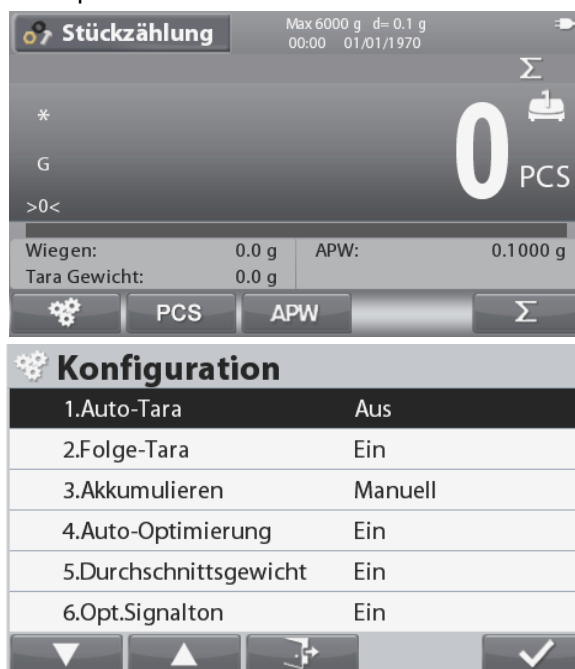 Stückzählung
Max 6000 g d= 0.1 g
00:00 01/01/1970
Σ
1
*
G
0 PCS
>0<
Wiegen: 0.0 g APW: 0.1000 g
Tara Gewicht: 0.0 g
PCS APW Σ
Konfiguration
1.Auto-Tara Aus
2.Folge-Tara Ein
3.Akkumulieren Manuell
4.Auto-Optimierung Ein
5.Durchschnittsgewicht Ein
6.Opt.Signalton Ein